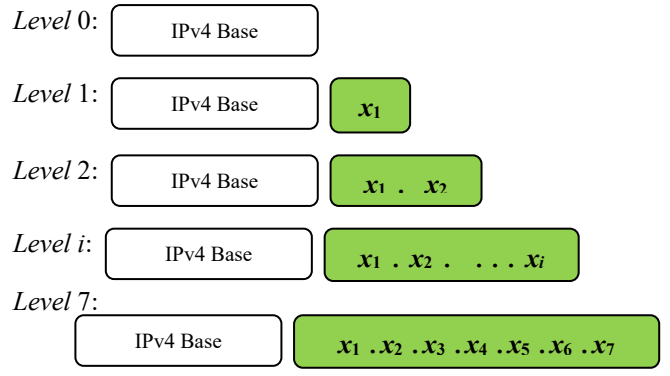 Level 0: IPv4 Base
Level 1: IPv4 Base x₁
Level 2: IPv4 Base x₁ . x₂
Level i: IPv4 Base x₁ . x₂ . . . . xᵢ
Level 7:
IPv4 Base x₁ .x₂ .x₃ .x₄ .x₅ .x₆ .x₇